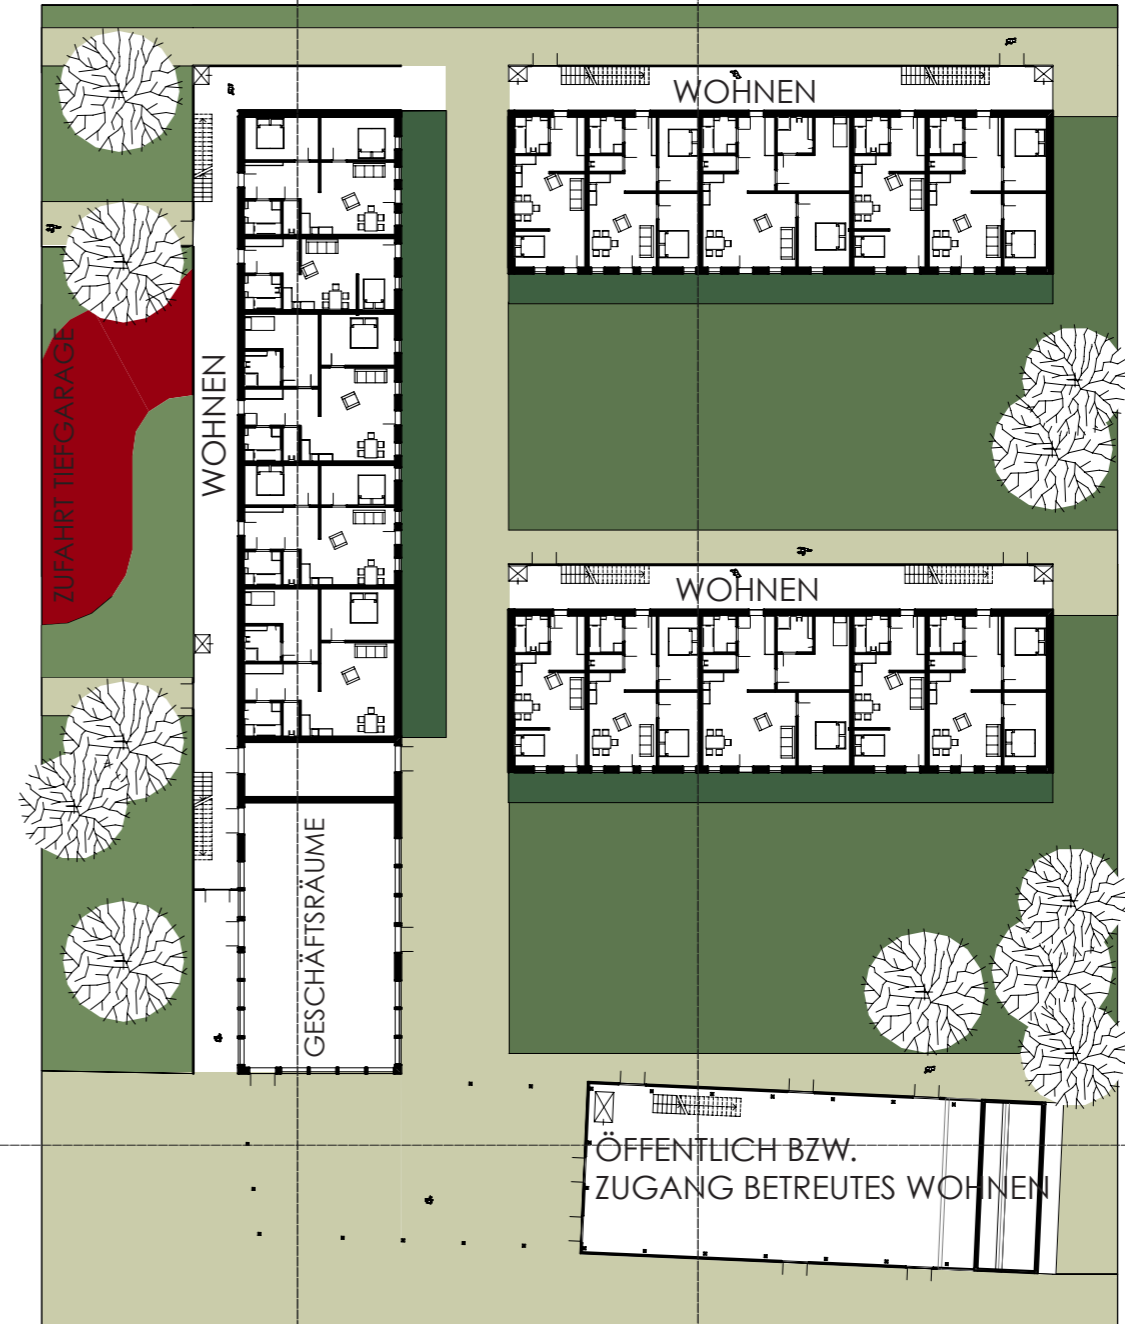 WOHNEN
ZUFAHRT TIEFGARAGE
WOHNEN
WOHNEN
GESCHÄFTSRÄUME
ÖFFENTLICH BZW.
ZUGANG BETREUTES WOHNEN